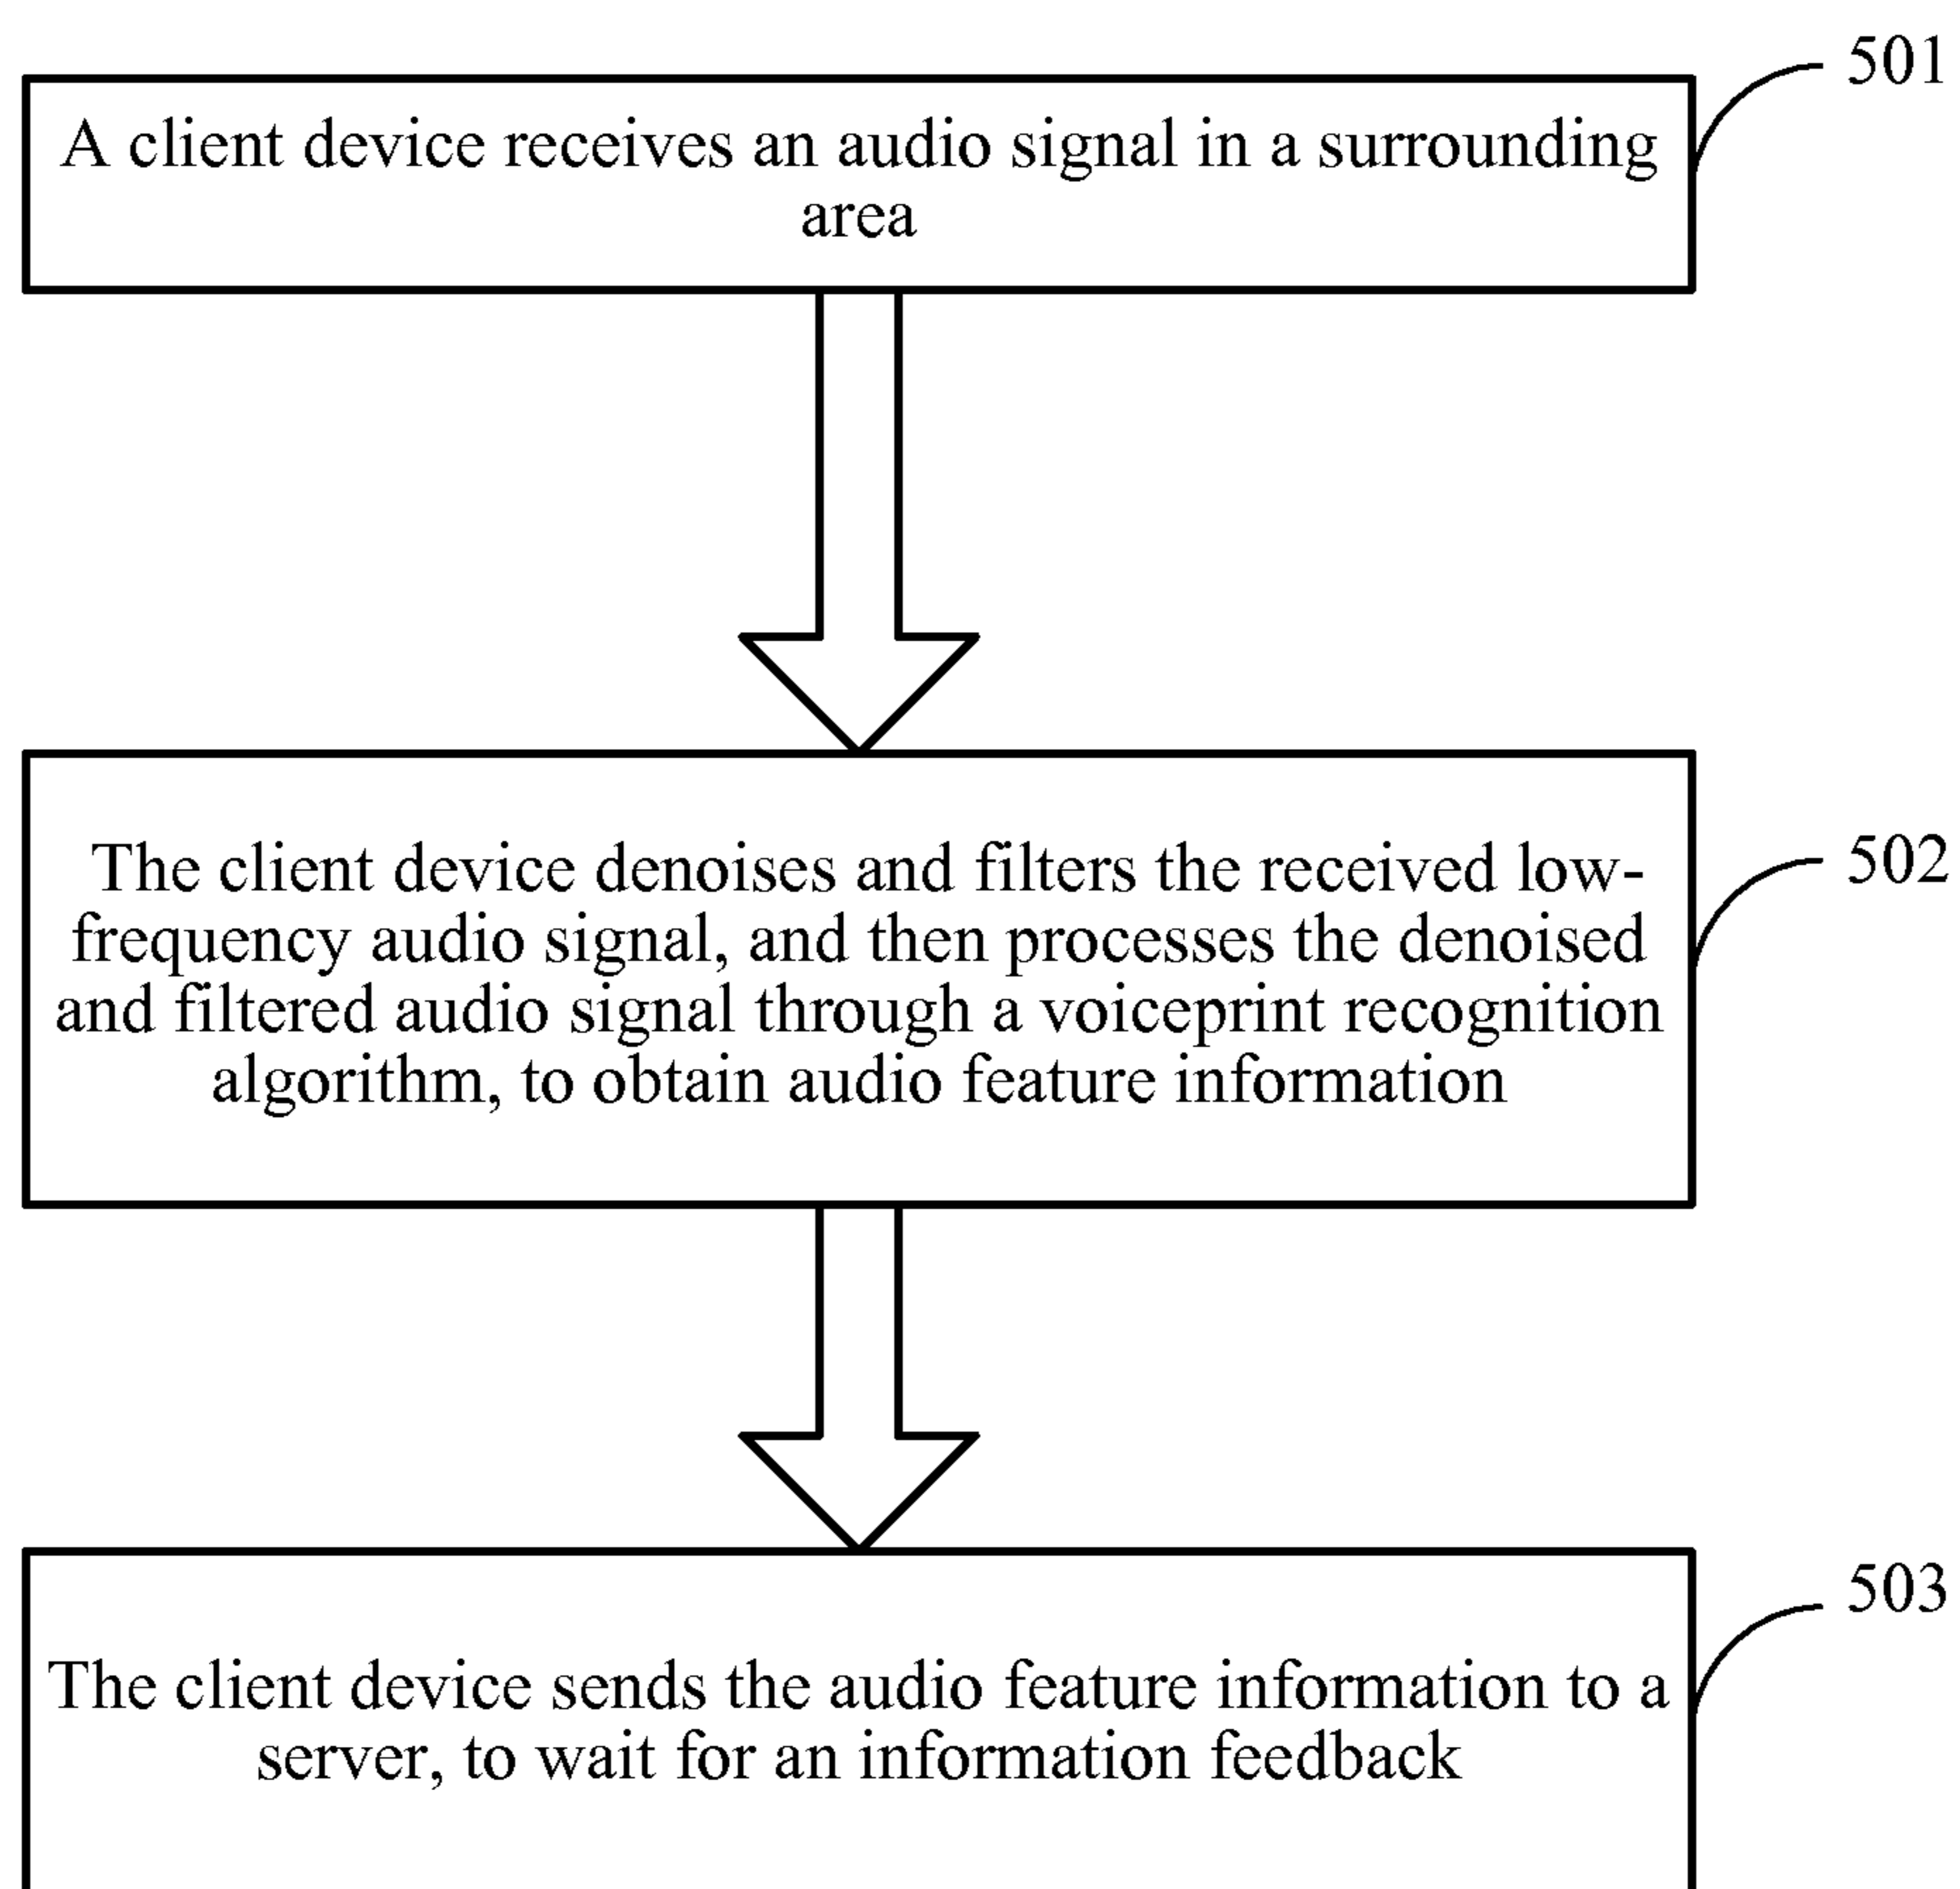 501
A client device receives an audio signal in a surrounding
area
502
The client device denoises and filters the received low-
frequency audio signal, and then processes the denoised
and filtered audio signal through a voiceprint recognition
algorithm, to obtain audio feature information
503
The client device sends the audio feature information to a
server, to wait for an information feedback